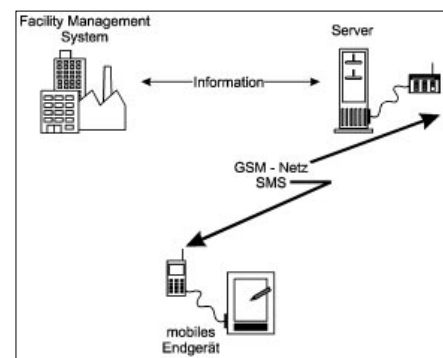 Facility Management
System
Server
Information
GSM - Netz
SMS
mobiles
Endgerät